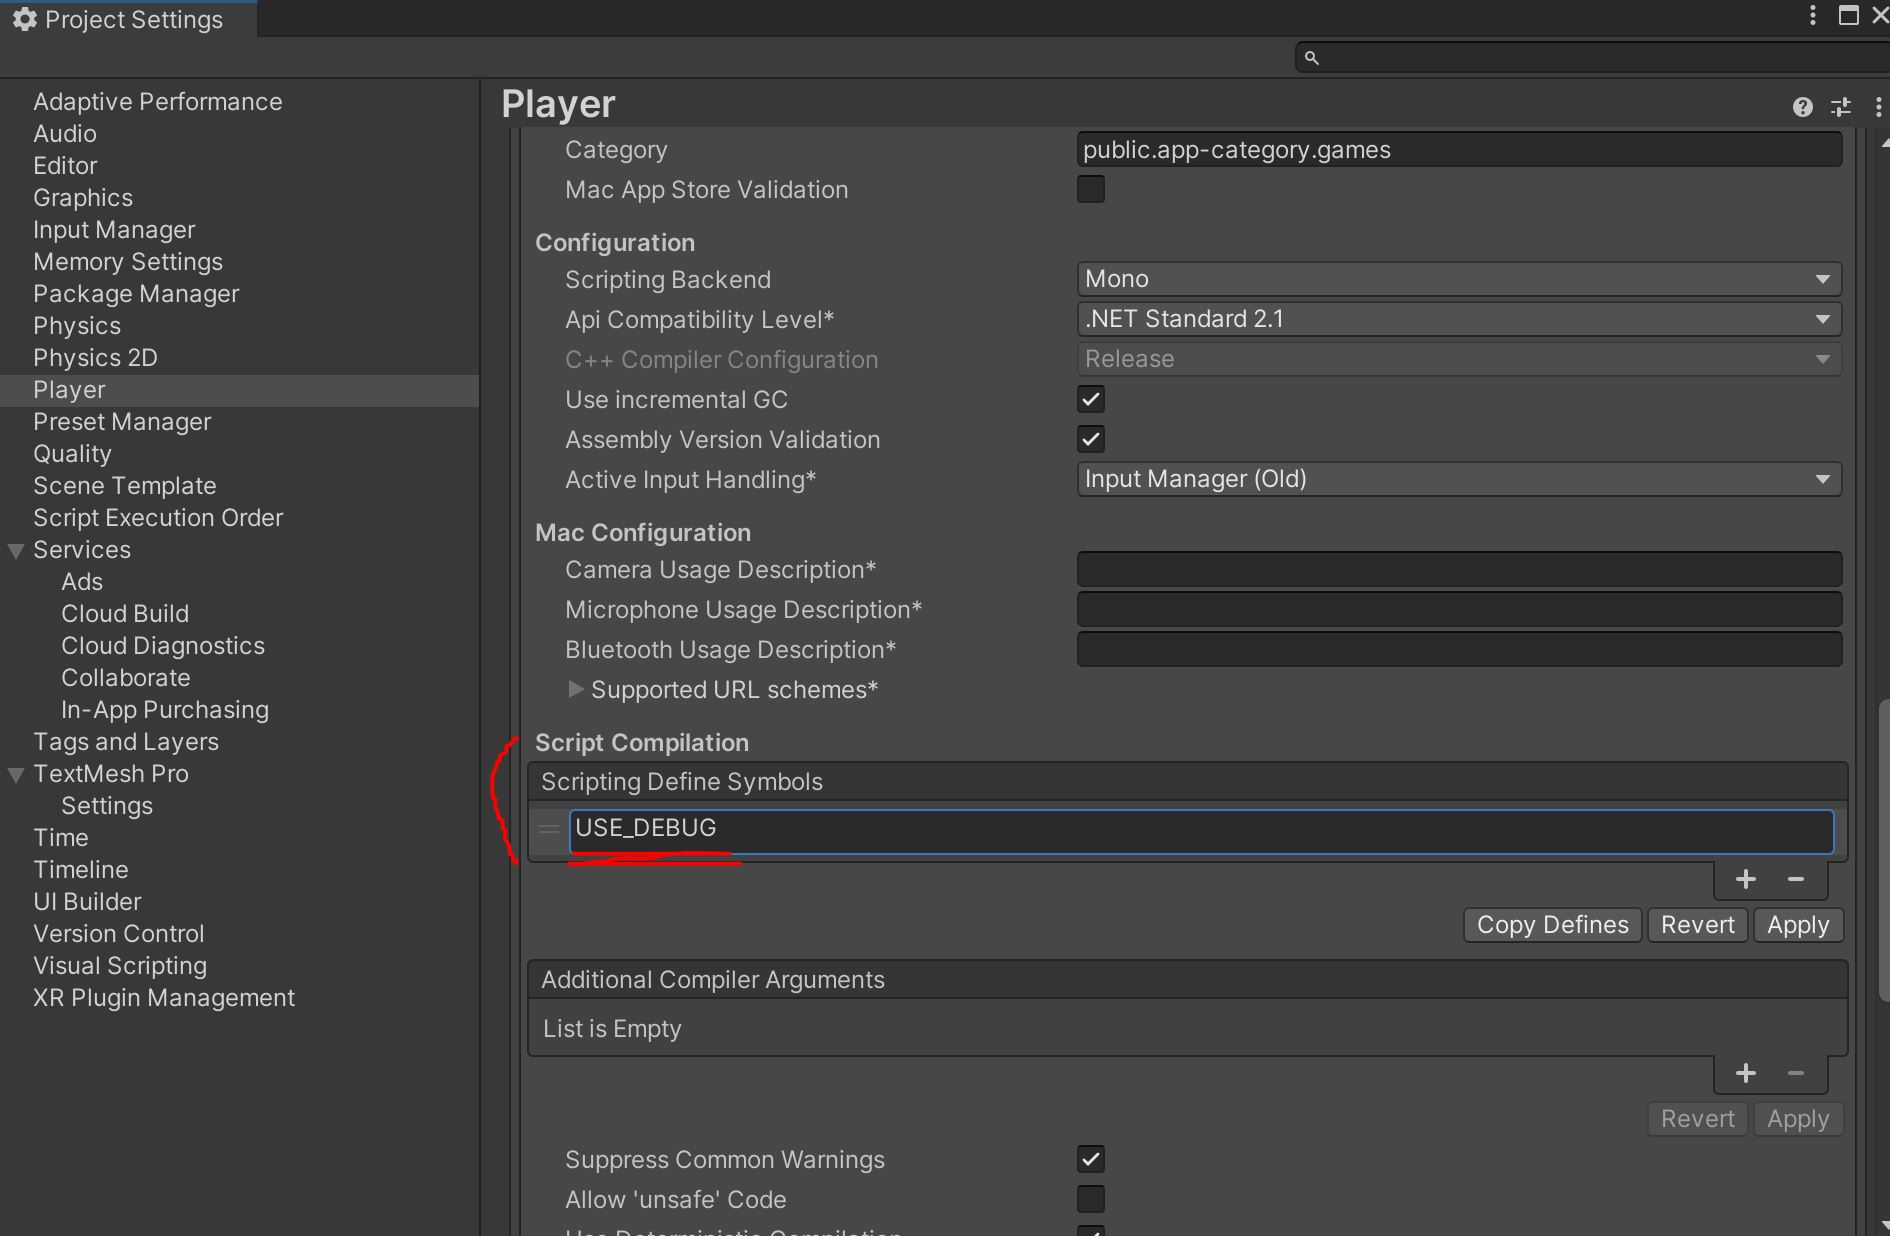 Project Settings
Adaptive Performance
Audio
Editor
Graphics
Input Manager
Memory Settings
Package Manager
Physics
Physics 2D
Player
Preset Manager
Quality
Scene Template
Script Execution Order
Services
Ads
Cloud Build
Cloud Diagnostics
Collaborate
In-App Purchasing
Tags and Layers
TextMesh Pro
Settings
Time
Timeline
UI Builder
Version Control
Visual Scripting
XR Plugin Management
Player
Category public.app-category.games
Mac App Store Validation
Configuration
Scripting Backend Mono
Api Compatibility Level* .NET Standard 2.1
C++ Compiler Configuration Release
Use incremental GC
Assembly Version Validation
Active Input Handling* Input Manager (Old)
Mac Configuration
Camera Usage Description*
Microphone Usage Description*
Bluetooth Usage Description*
Supported URL schemes*
Script Compilation
Scripting Define Symbols
USE_DEBUG
Copy Defines Revert Apply
Additional Compiler Arguments
List is Empty
Revert Apply
Suppress Common Warnings
Allow 'unsafe' Code
Use Deterministic Compilation